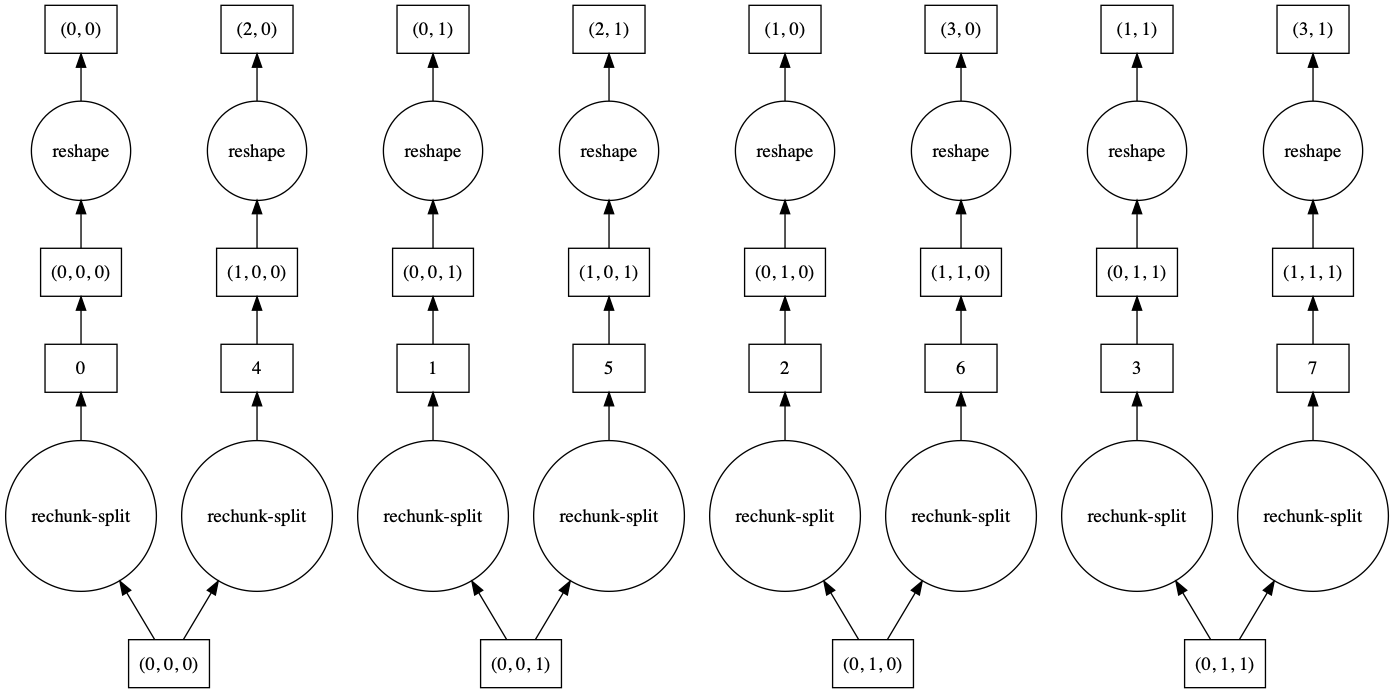 (0, 0) (2, 0) (0, 1) (2, 1) (1, 0) (3, 0) (1, 1) (3, 1)
reshape reshape reshape reshape reshape reshape reshape reshape
(0, 0, 0) (1, 0, 0) (0, 0, 1) (1, 0, 1) (0, 1, 0) (1, 1, 0) (0, 1, 1) (1, 1, 1)
0 4 1 5 2 6 3 7
rechunk-split rechunk-split rechunk-split rechunk-split rechunk-split rechunk-split rechunk-split rechunk-split
(0, 0, 0) (0, 0, 1) (0, 1, 0) (0, 1, 1)